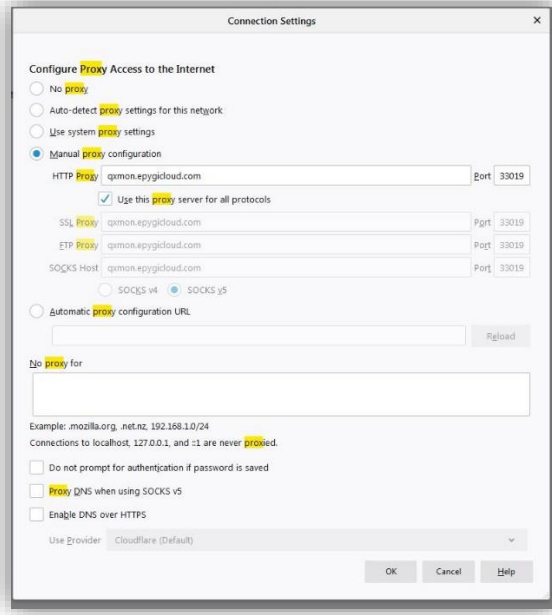 Connection Settings ×
Configure Proxy Access to the Internet
No proxy
Auto-detect proxy settings for this network
Use system proxy settings
Manual proxy configuration
HTTP Proxy qxmon.epygicloud.com Port 33019
Use this proxy server for all protocols
SSL Proxy qxmon.epygicloud.com Port 33019
FTP Proxy qxmon.epygicloud.com Port 33019
SOCKS Host qxmon.epygicloud.com Port 33019
SOCKS v4 SOCKS v5
Automatic proxy configuration URL
Reload
No proxy for
Example: .mozilla.org, .net.nz, 192.168.1.0/24
Connections to localhost, 127.0.0.1, and ::1 are never proxied.
Do not prompt for authentication if password is saved
Proxy DNS when using SOCKS v5
Enable DNS over HTTPS
Use Provider Cloudflare (Default)
OK Cancel Help